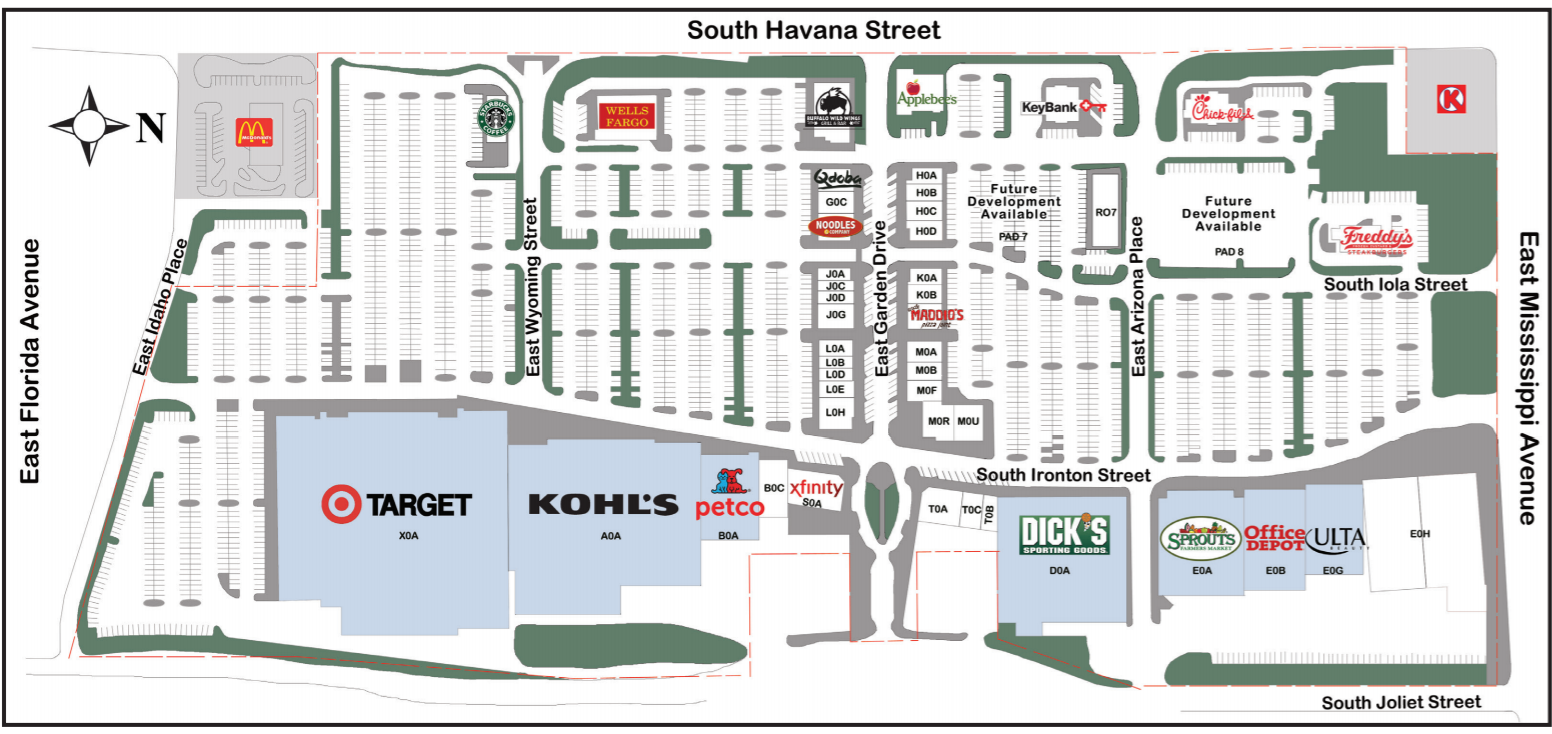 South Havana Street
N
McDonald's
STARBUCKS
COFFEE
WELLS
FARGO
BUFFALO WILD WINGS
GRILL & BAR
Applebee's
KeyBank
Chick-fil-A
K
Qdoba
G0C
NOODLES
& COMPANY
H0A
H0B
H0C
H0D
Future
Development
Available
PAD 7
RO7
Future
Development
Available
PAD 8
Freddy's
STEAKBURGERS
South Iola Street
East Florida Avenue
East Idaho Place
East Wyoming Street
East Garden Drive
East Arizona Place
East Mississippi Avenue
J0A
J0C
J0D
J0G
K0A
K0B
MADDIO'S
pizza joint
L0A
L0B
L0D
L0E
L0H
M0A
M0B
M0F
M0R
M0U
South Ironton Street
TARGET
X0A
KOHL'S
A0A
petco
B0A
B0C
xfinity
S0A
T0A
T0C
T0B
DICK'S
SPORTING GOODS
D0A
SPROUTS
FARMERS MARKET
E0A
Office
DEPOT
E0B
ULTA
BEAUTY
E0G
E0H
South Joliet Street